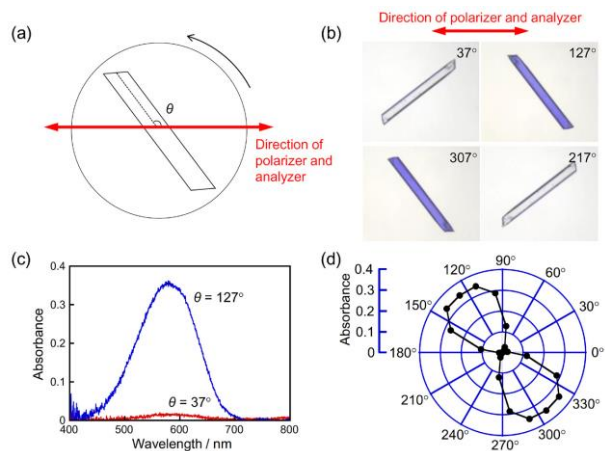 (a)
θ
Direction of
polarizer and
analyzer
(b)
Direction of polarizer and analyzer
37°
127°
307°
217°
(c)
0.4
0.3
0.2
0.1
0
400
500
600
700
800
Absorbance
Wavelength / nm
θ = 127°
θ = 37°
(d)
Absorbance
0.4
0.3
0.2
0.1
0
90°
60°
30°
0°
330°
300°
270°
240°
210°
180°
150°
120°